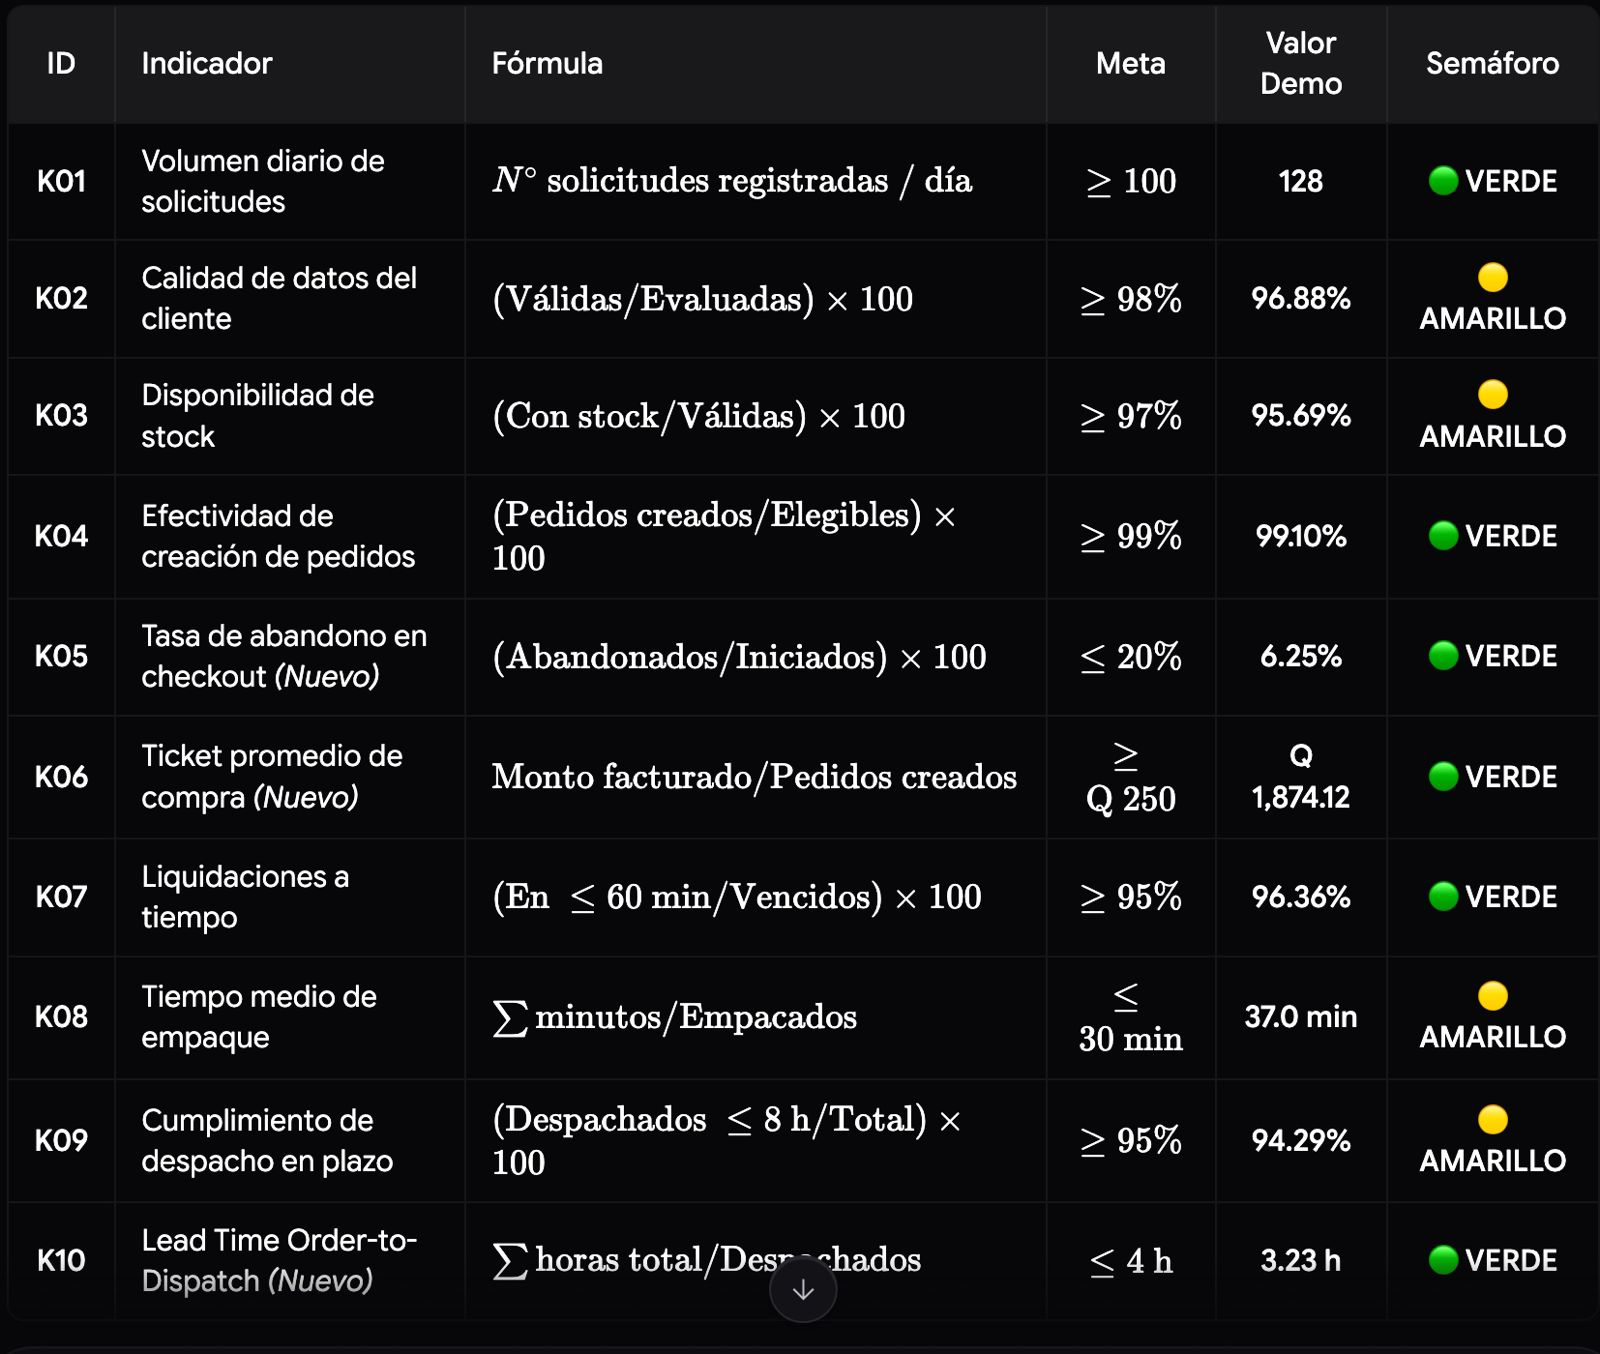 ID Indicador Fórmula Meta Valor Demo Semáforo
K01 Volumen diario de solicitudes N° solicitudes registradas / día ≥ 100 128 VERDE
K02 Calidad de datos del cliente (Válidas/Evaluadas) × 100 ≥ 98% 96.88% AMARILLO
K03 Disponibilidad de stock (Con stock/Válidas) × 100 ≥ 97% 95.69% AMARILLO
K04 Efectividad de creación de pedidos (Pedidos creados/Elegibles) × 100 ≥ 99% 99.10% VERDE
K05 Tasa de abandono en checkout (Nuevo) (Abandonados/Iniciados) × 100 ≤ 20% 6.25% VERDE
K06 Ticket promedio de compra (Nuevo) Monto facturado/Pedidos creados ≥ Q 250 Q 1,874.12 VERDE
K07 Liquidaciones a tiempo (En ≤ 60 min/Vencidos) × 100 ≥ 95% 96.36% VERDE
K08 Tiempo medio de empaque ∑ minutos/Empacados ≤ 30 min 37.0 min AMARILLO
K09 Cumplimiento de despacho en plazo (Despachados ≤ 8 h/Total) × 100 ≥ 95% 94.29% AMARILLO
K10 Lead Time Order-to-Dispatch (Nuevo) ∑ horas total/Despachados ≤ 4 h 3.23 h VERDE